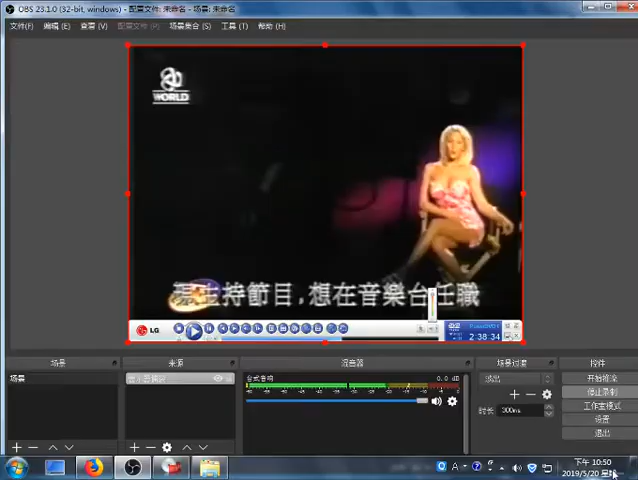 OBS 23.1.0 (32-bit, windows) - 配置文件: 未命名 - 场景: 未命名
文件(F) 编辑 (E) 查看 (V) 配置文件 (P) 场景集合 (S) 工具 (T) 帮助 (H)
WORLD
主持節目,想在音樂台任職
LG
2:38:34
场景 来源 混音器 场景过渡 控件
场景
台式音响 0.0 dB
淡出
时长 300ms
开始推流
停止录制
工作室模式
设置
退出
下午 10:50
2019/5/20